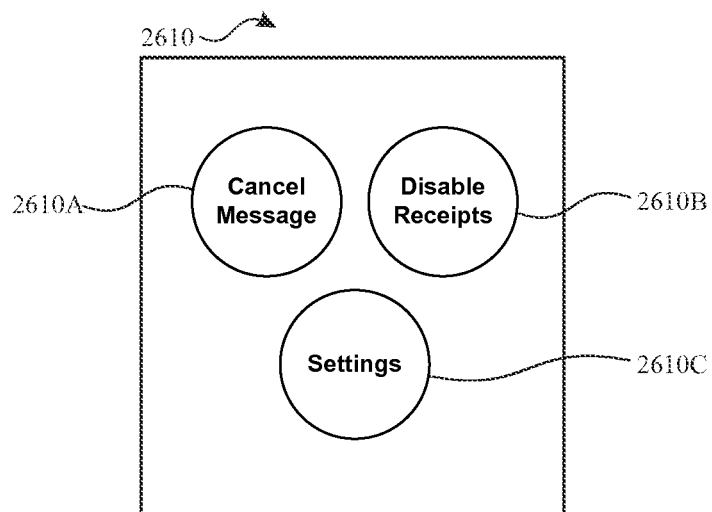 2610
Cancel
Message
Disable
Receipts
2610A
2610B
Settings
2610C